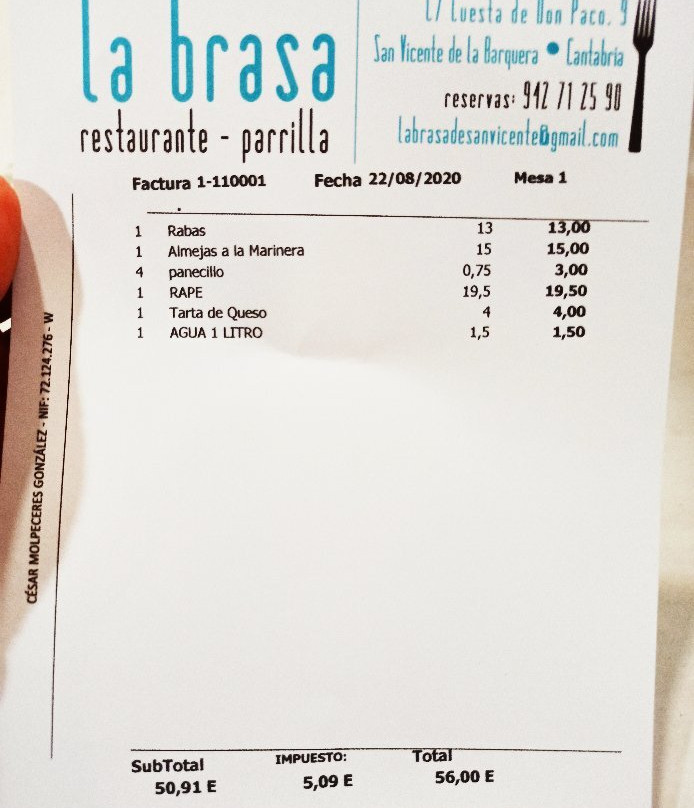 la brasa
restaurante - parrilla
C/ Cuesta de Don Paco, 9
San Vicente de la Barquera • Cantabria
reservas: 942 71 25 90
labrasadesanvicente@gmail.com
Factura 1-110001 Fecha 22/08/2020 Mesa 1
1 Rabas 13 13,00
1 Almejas a la Marinera 15 15,00
4 panecillo 0,75 3,00
1 RAPE 19,5 19,50
1 Tarta de Queso 4 4,00
1 AGUA 1 LITRO 1,5 1,50
CÉSAR MOLPECERES GONZÁLEZ - NIF: 72.124.276 - W
SubTotal IMPUESTO: Total
50,91 E 5,09 E 56,00 E